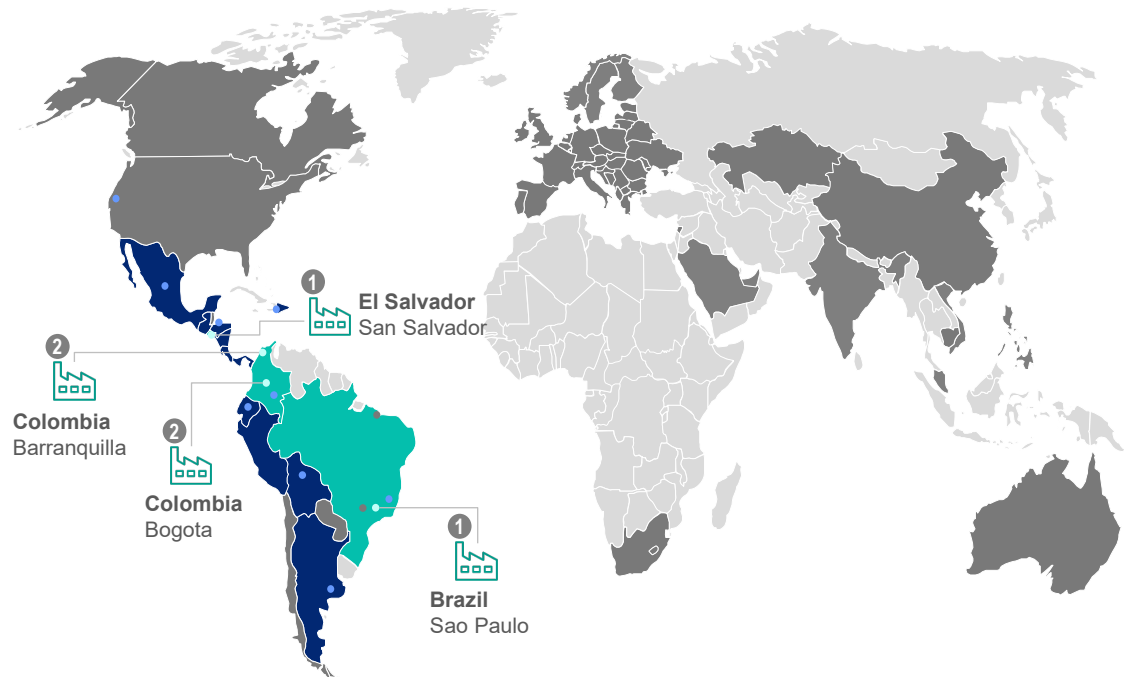 1
El Salvador
San Salvador
2
Colombia
Barranquilla
2
Colombia
Bogota
1
Brazil
Sao Paulo